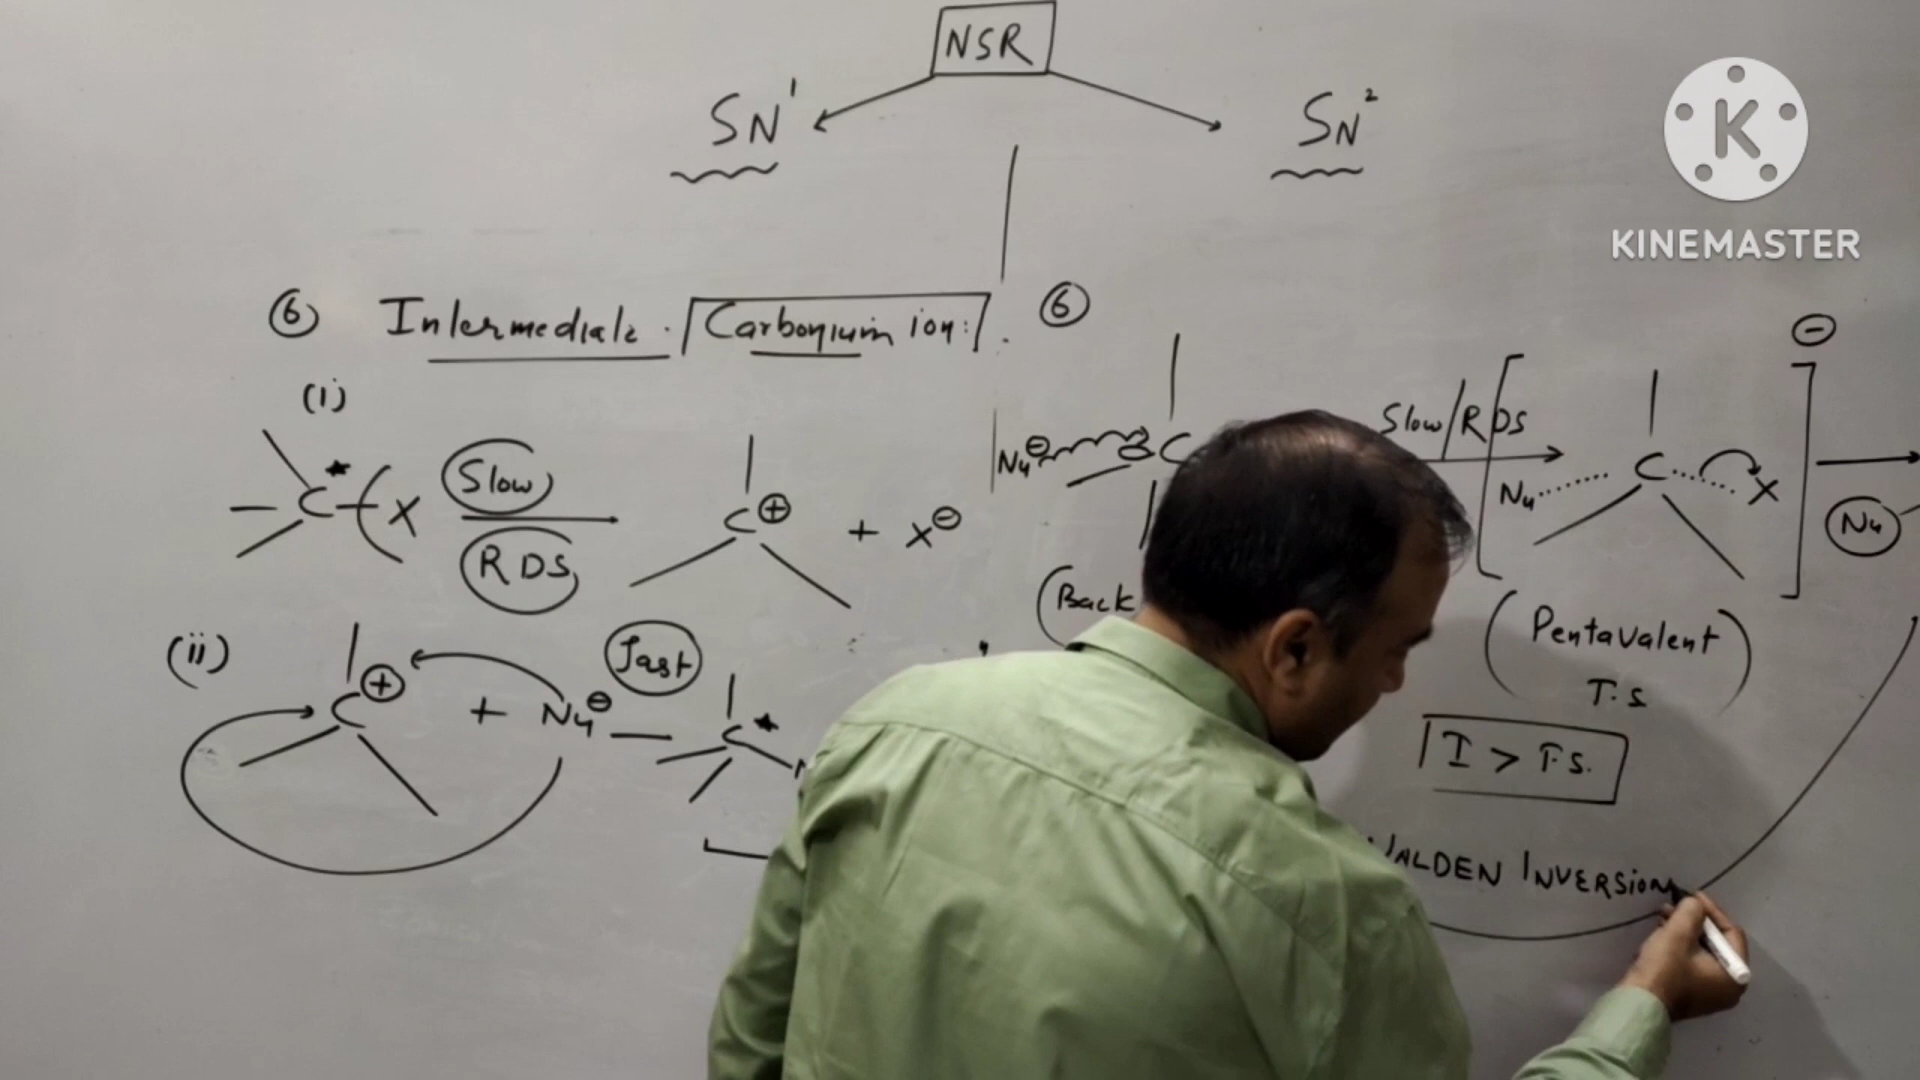 NSR
SN¹
SN²
K
KINEMASTER
⑥ Intermediate. Carbonium ion:
(i)
C* X Slow RDS C⊕ + X⊖
(ii)
C⊕ + Nu⊖ Fast C*
⑥
Nu⊖ C Slow/RDS [Nu C X]⊖
Nu
(Back
(Pentavalent
T.S)
I > T.S.
WALDEN INVERSION